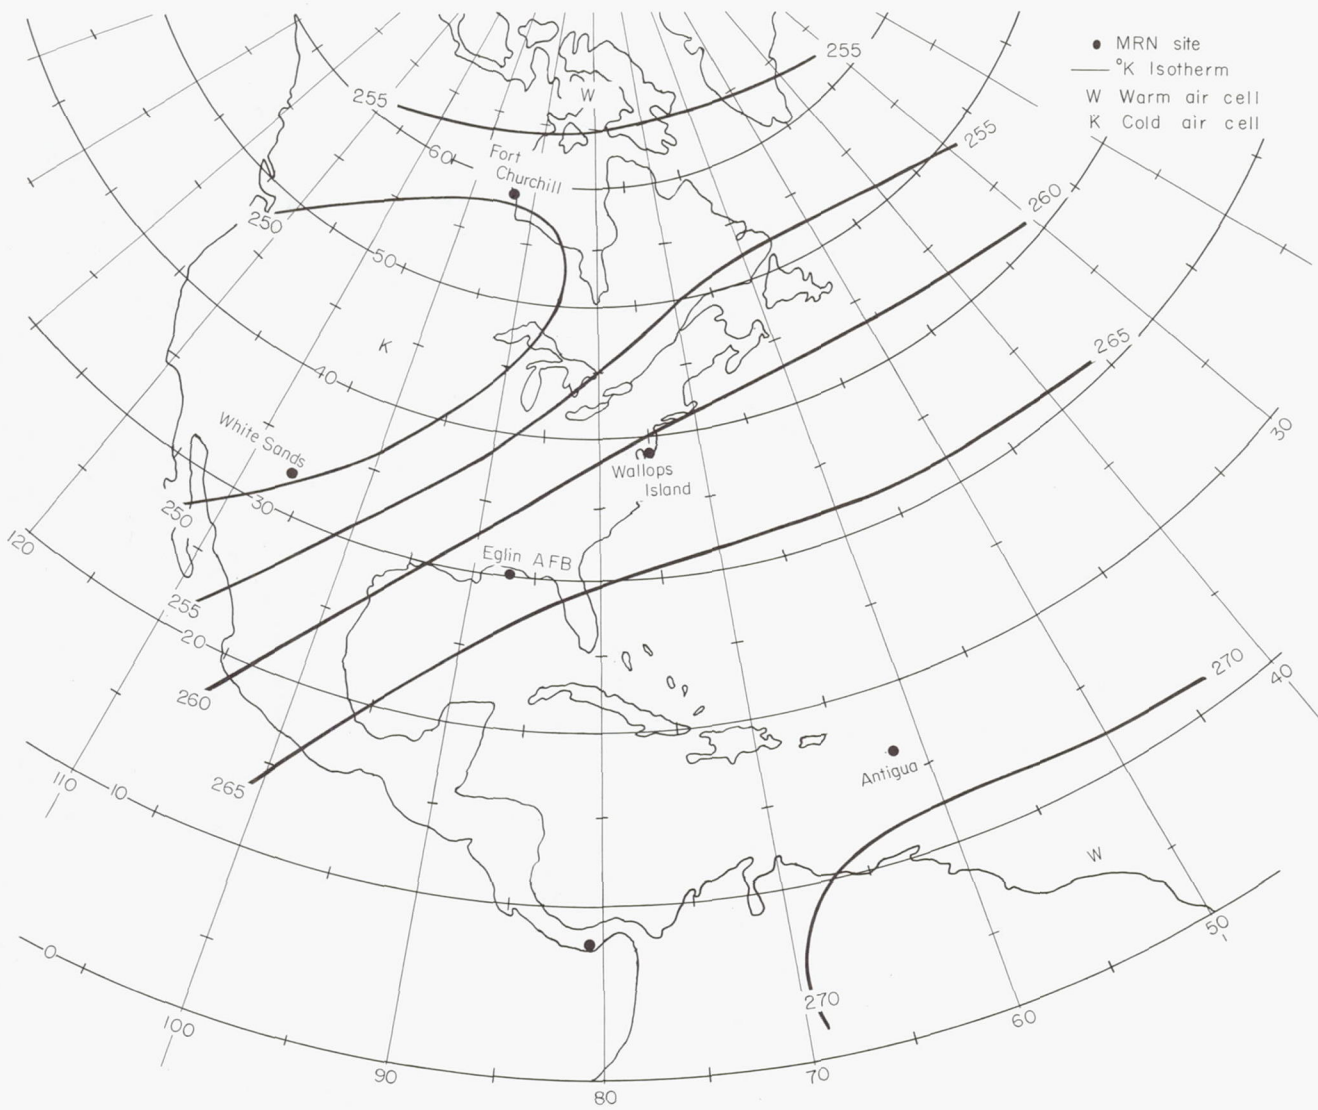 MRN site
°K Isotherm
W Warm air cell
K Cold air cell
255
255
W
255
60
Fort
Churchill
260
250
50
K
265
40
White Sands
30
Wallops
Island
250
30
120
Eglin AFB
255
20
270
40
260
Antigua
110
10
265
W
50
0
270
100
60
90
70
80